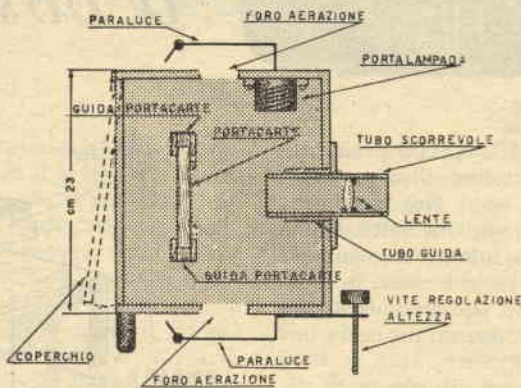 PARALUCE
FORO AERAZIONE
PORTALAMPADA
GUIDA PORTACARTE
PORTACARTE
TUBO SCORREVOLE
cm 23
LENTE
TUBO GUIDA
GUIDA PORTACARTE
VITE REGOLAZIONE
ALTEZZA
COPERCHIO
PARALUCE
FORO AERAZIONE